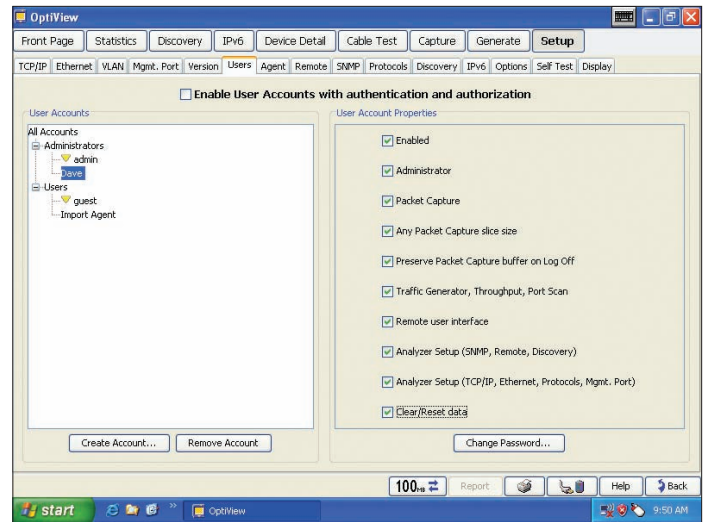 OptiView
Front Page Statistics Discovery IPv6 Device Detail Cable Test Capture Generate Setup
TCP/IP Ethernet VLAN Mgmt. Port Version Users Agent Remote SNMP Protocols Discovery IPv6 Options Self Test Display
Enable User Accounts with authentication and authorization
User Accounts
All Accounts
Administrators
admin
Dave
Users
guest
Import Agent
Create Account... Remove Account
User Account Properties
Enabled
Administrator
Packet Capture
Any Packet Capture slice size
Preserve Packet Capture buffer on Log Off
Traffic Generator, Throughput, Port Scan
Remote user interface
Analyzer Setup (SNMP, Remote, Discovery)
Analyzer Setup (TCP/IP, Ethernet, Protocols, Mgmt. Port)
Clear/Reset data
Change Password...
100 Report Help Back
start OptiView 9:50 AM